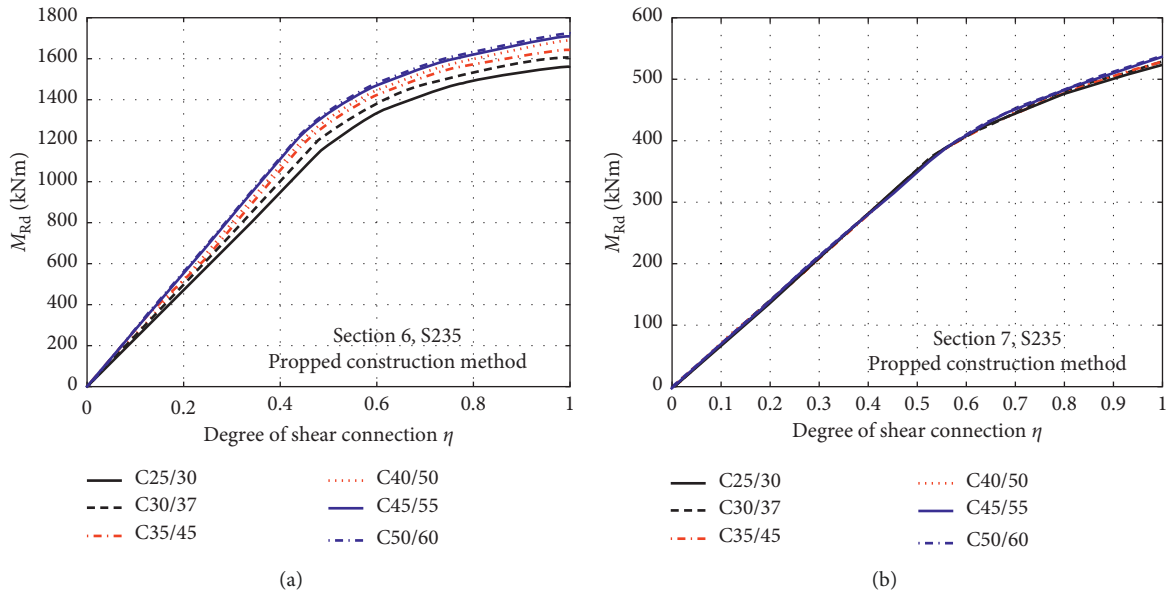 1800
1600
1400
1200
1000
800
600
400
200
0
M_Rd (kNm)
Section 6, S235
Propped construction method
0 0.2 0.4 0.6 0.8 1
Degree of shear connection η
C25/30
C30/37
C35/45
C40/50
C45/55
C50/60
(a)
600
500
400
300
200
100
0
M_Rd (kNm)
Section 7, S235
Propped construction method
0 0.1 0.2 0.3 0.4 0.5 0.6 0.7 0.8 0.9 1
Degree of shear connection η
C25/30
C30/37
C35/45
C40/50
C45/55
C50/60
(b)